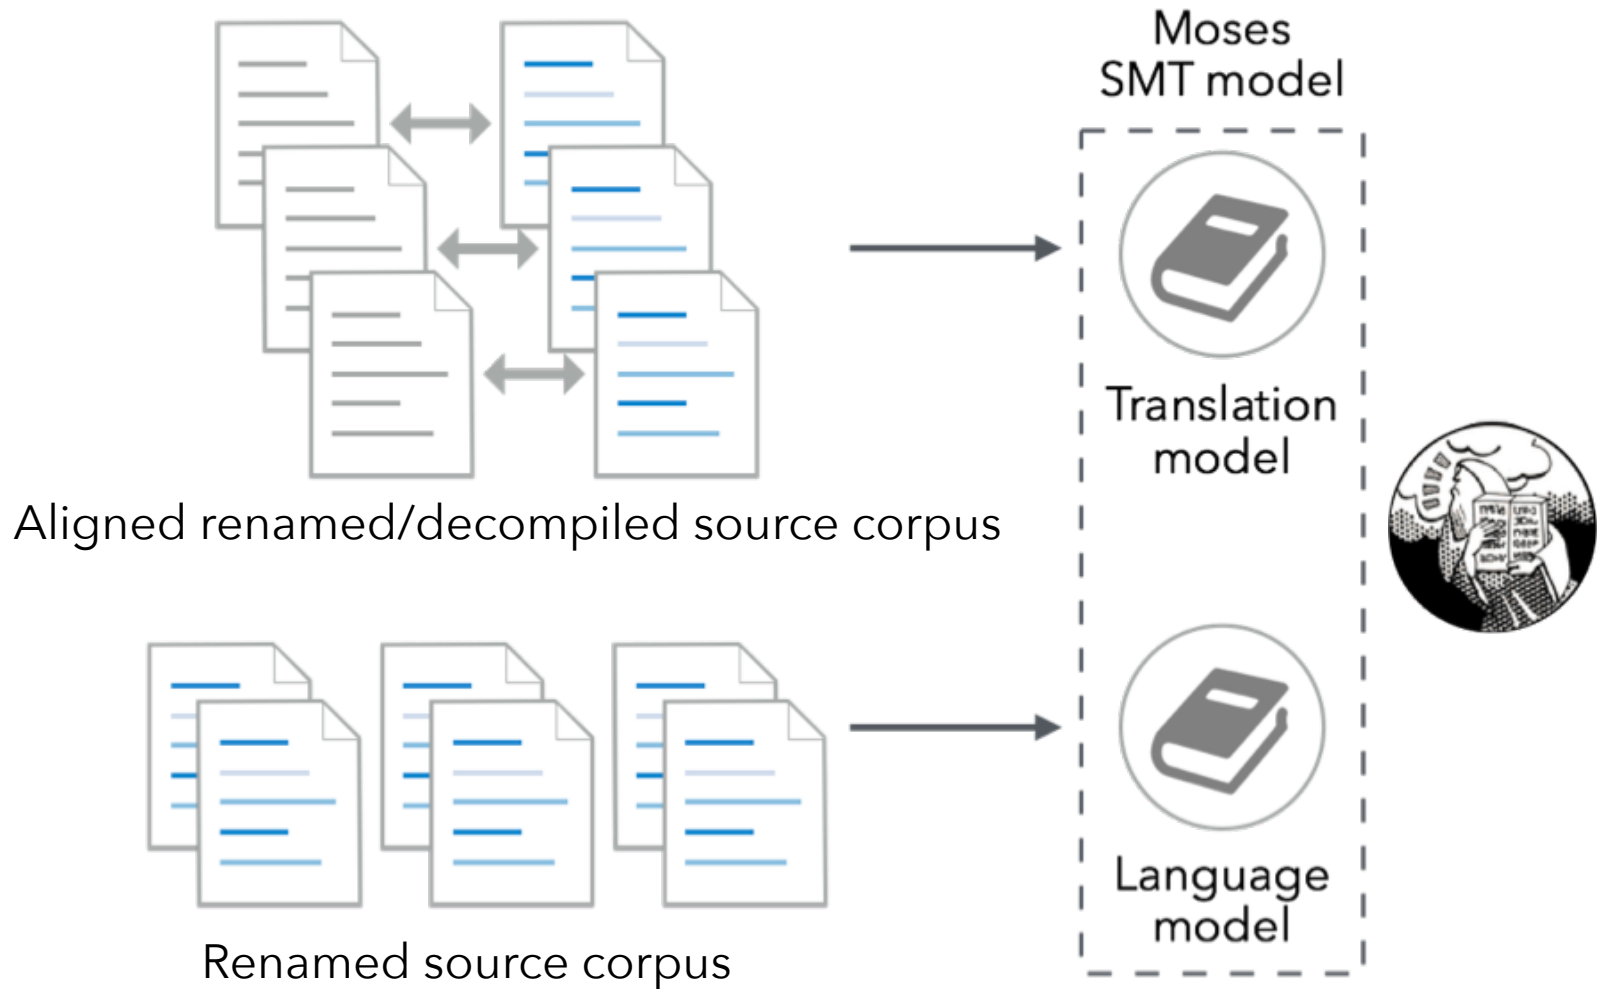 Moses
SMT model
Translation
model
Aligned renamed/decompiled source corpus
Language
model
Renamed source corpus